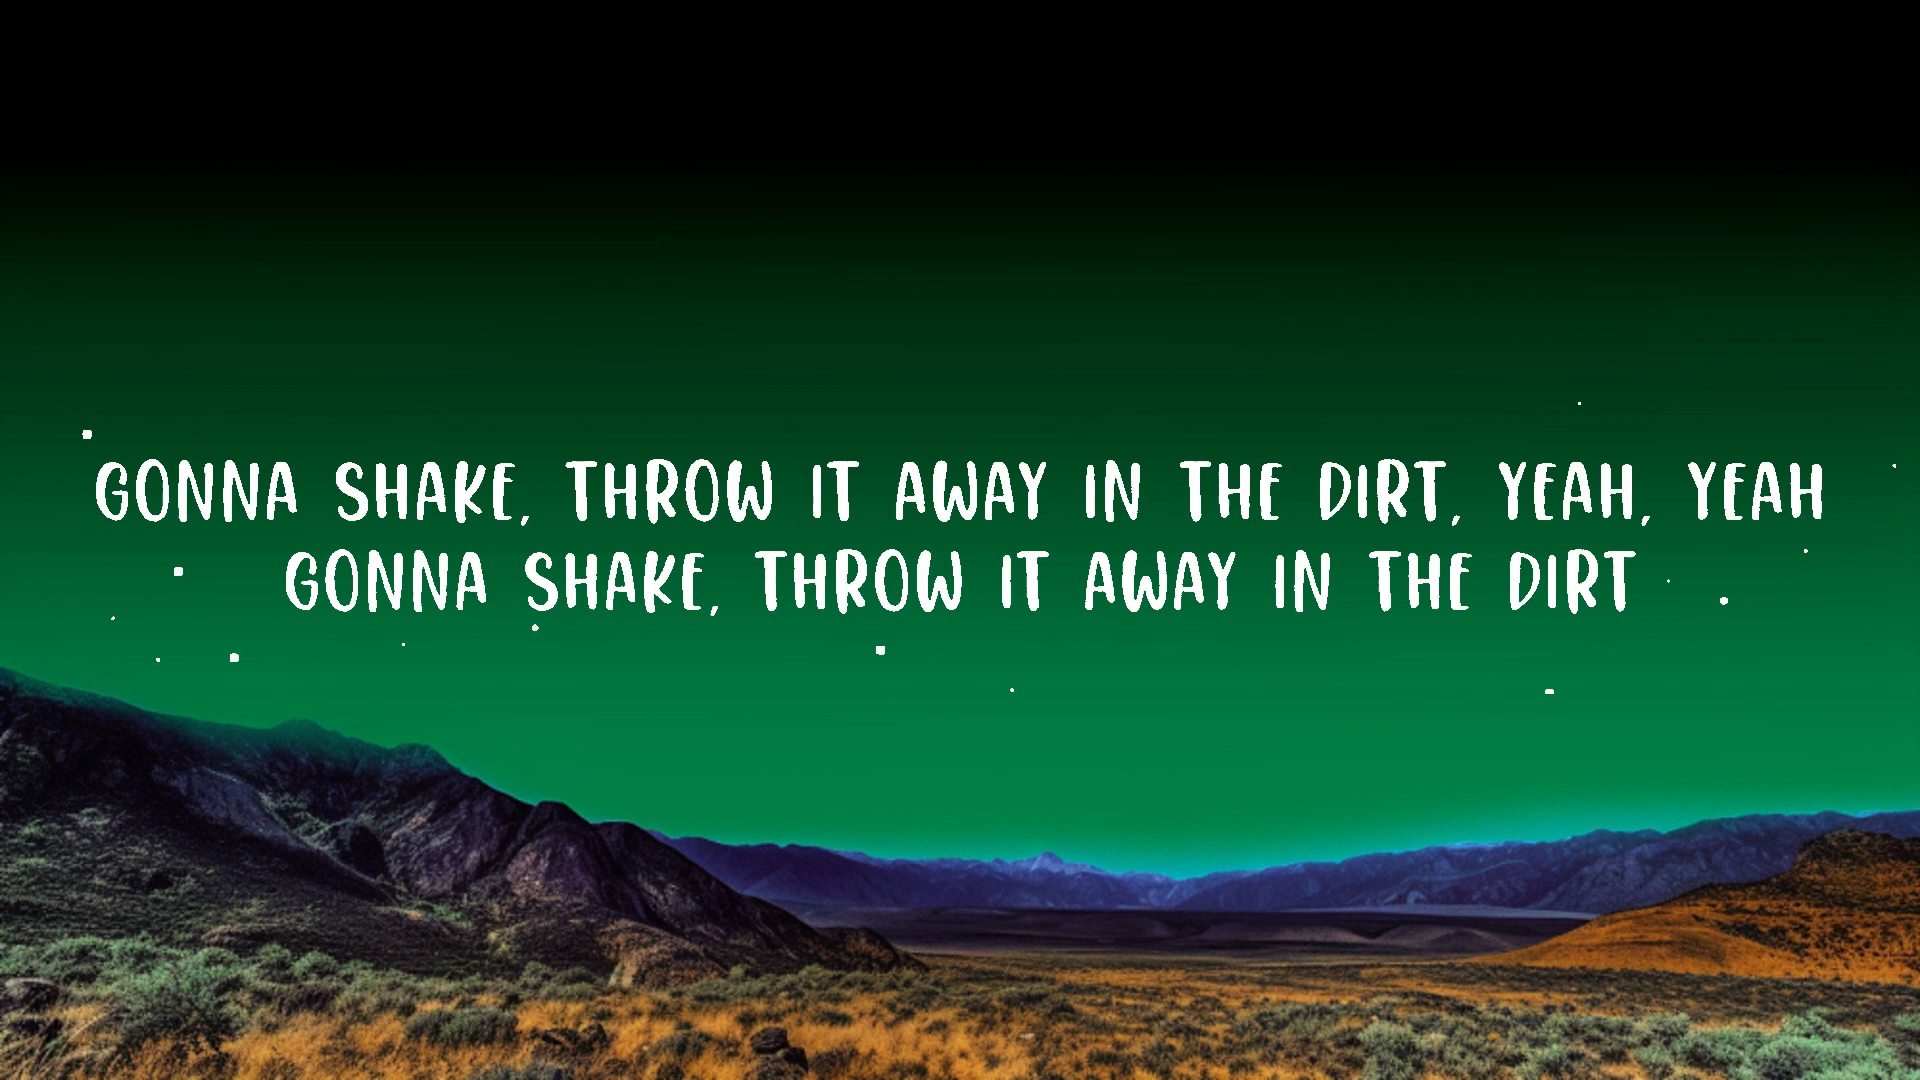 GONNA SHAKE, THROW IT AWAY IN THE DIRT, YEAH, YEAH
GONNA SHAKE, THROW IT AWAY IN THE DIRT